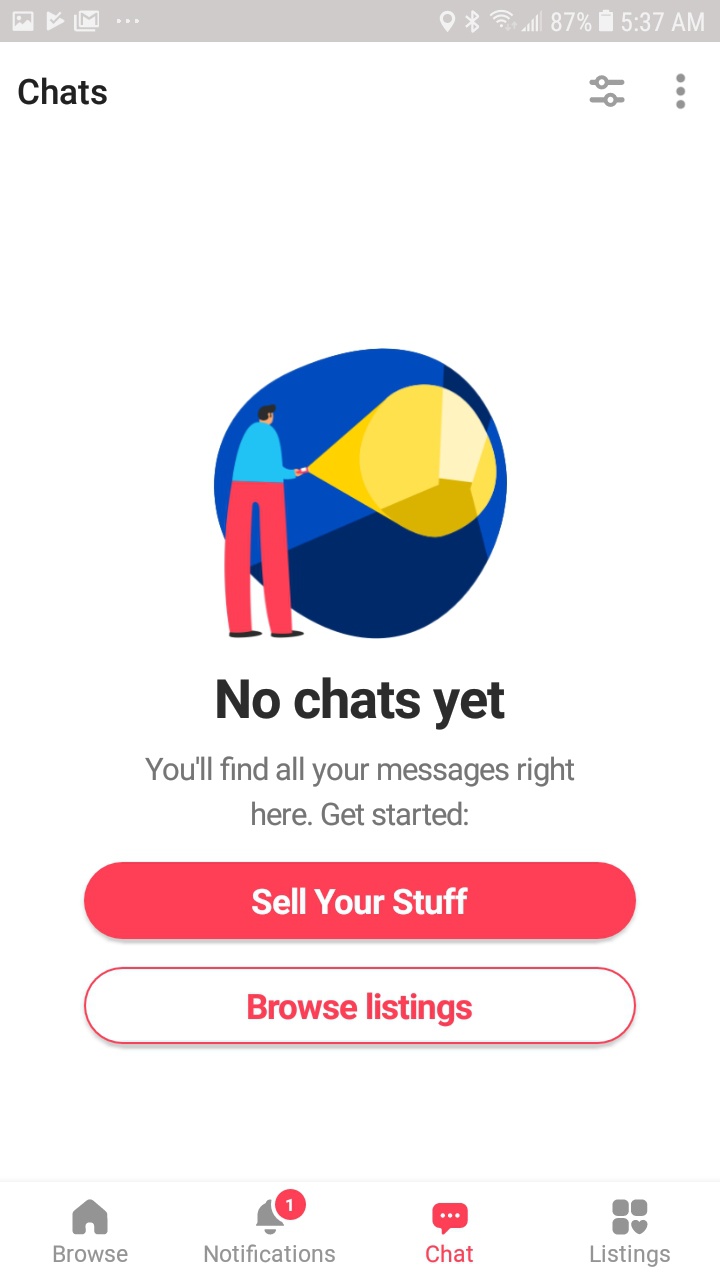 87% 5:37 AM
Chats
No chats yet
You'll find all your messages right
here. Get started:
Sell Your Stuff
Browse listings
1
Browse Notifications Chat Listings